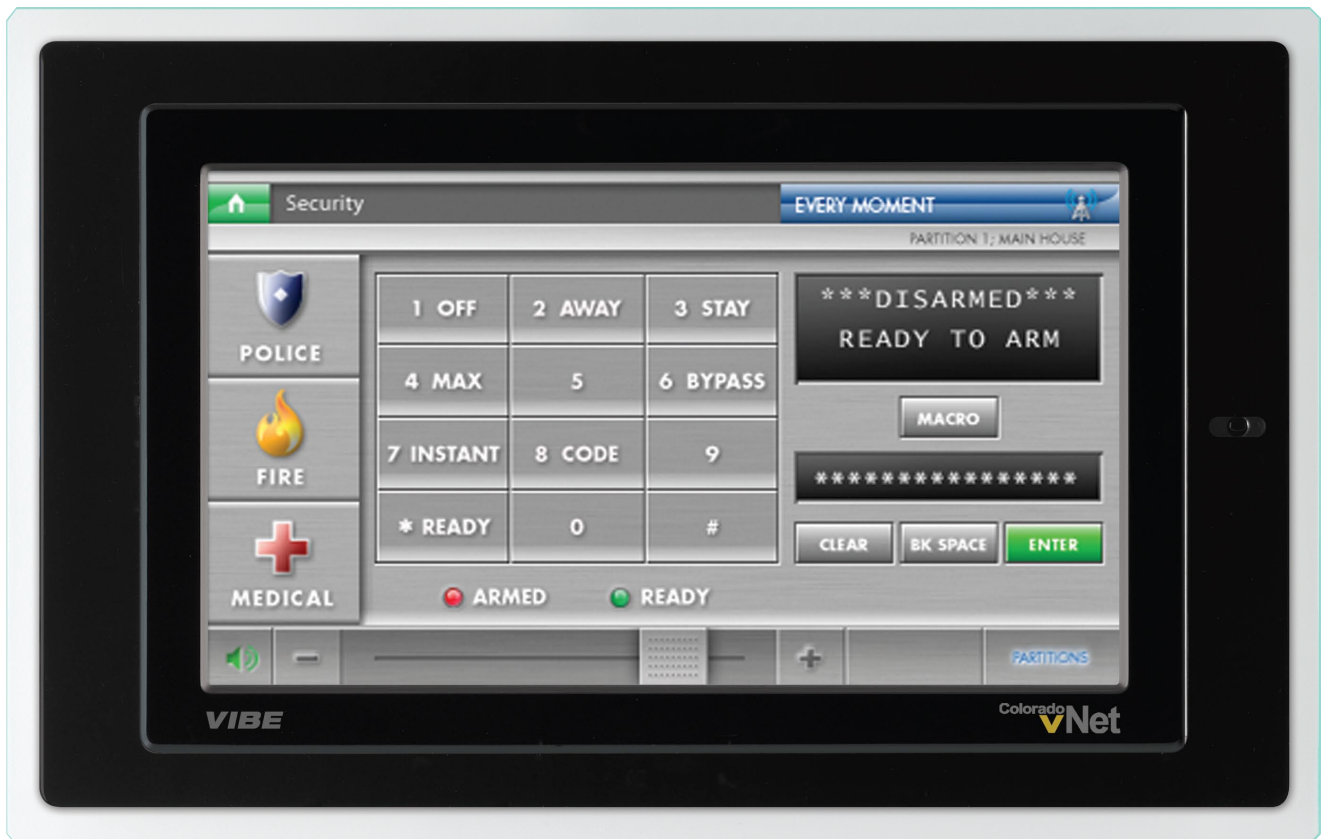 Security
EVERY MOMENT
PARTITION 1; MAIN HOUSE
POLICE
FIRE
MEDICAL
1 OFF
2 AWAY
3 STAY
4 MAX
5
6 BYPASS
7 INSTANT
8 CODE
9
* READY
0
#
ARMED
READY
***DISARMED***
READY TO ARM
MACRO
****************
CLEAR
BK SPACE
ENTER
PARTITIONS
VIBE
Colorado
vNet